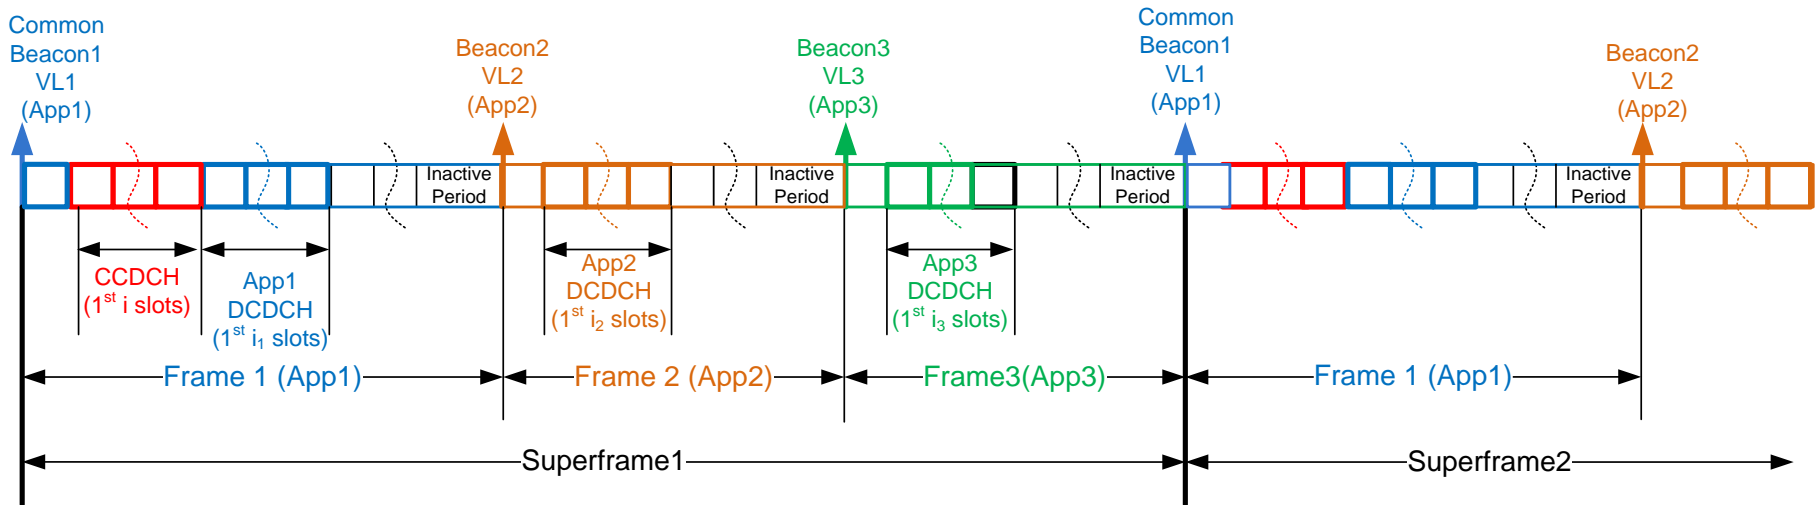 Common
Beacon1
VL1
(App1)
Beacon2
VL2
(App2)
Beacon3
VL3
(App3)
Common
Beacon1
VL1
(App1)
Beacon2
VL2
(App2)
Inactive
Period
Inactive
Period
Inactive
Period
Inactive
Period
CCDCH
(1st i slots)
App1
DCDCH
(1st i1 slots)
App2
DCDCH
(1st i2 slots)
App3
DCDCH
(1st i3 slots)
Frame 1 (App1)
Frame 2 (App2)
Frame3(App3)
Frame 1 (App1)
Superframe1
Superframe2